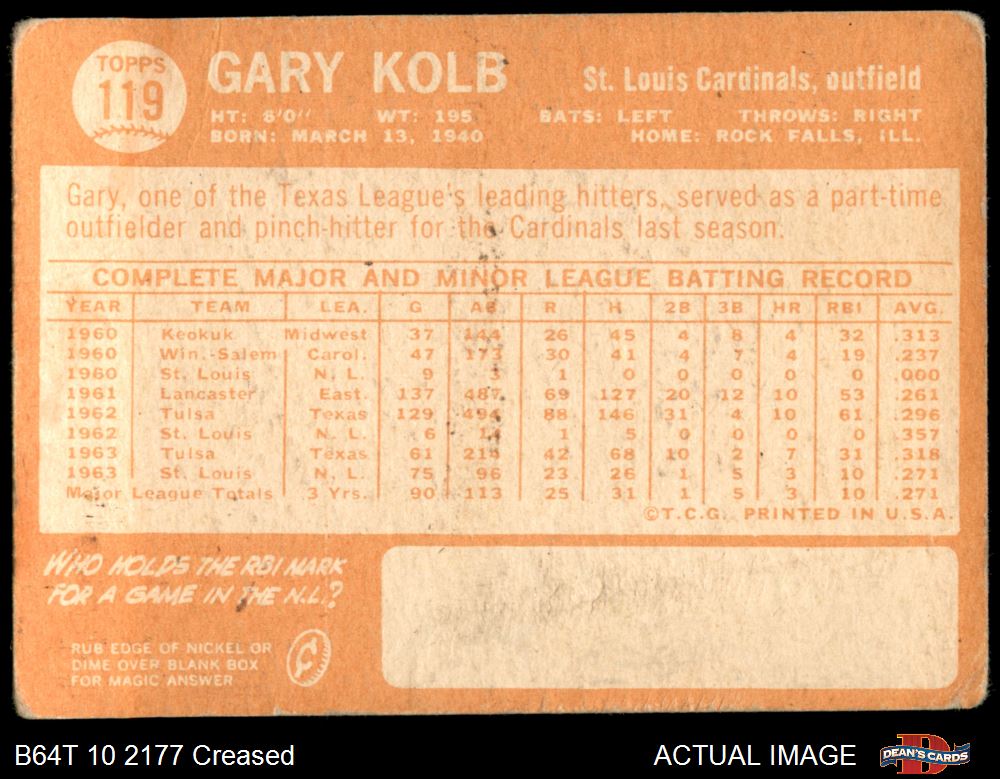 TOPPS
119
GARY KOLB
St. Louis Cardinals, outfield
HT: 6'0" WT: 195 BATS: LEFT THROWS: RIGHT
BORN: MARCH 13, 1940 HOME: ROCK FALLS, ILL.
Gary, one of the Texas League's leading hitters, served as a part-time
outfielder and pinch-hitter for the Cardinals last season.
COMPLETE MAJOR AND MINOR LEAGUE BATTING RECORD
YEAR TEAM LEA. G AB R H 2B 3B HR RBI AVG.
1960 Keokuk Midwest 37 144 26 45 4 8 4 32 .313
1960 Win.-Salem Carol. 47 173 30 41 4 7 4 19 .237
1960 St. Louis N. L. 9 3 1 0 0 0 0 0 .000
1961 Lancaster East. 137 487 69 127 20 12 10 53 .261
1962 Tulsa Texas 129 494 88 146 31 4 10 61 .296
1962 St. Louis N. L. 6 14 1 5 0 0 0 0 .357
1963 Tulsa Texas 61 214 42 68 10 2 7 31 .318
1963 St. Louis N. L. 75 96 23 26 1 5 3 10 .271
Major League Totals 3 Yrs. 90 113 25 31 1 5 3 10 .271
©T.C.G. PRINTED IN U.S.A.
WHO HOLDS THE RBI MARK
FOR A GAME IN THE N.L.?
RUB EDGE OF NICKEL OR
DIME OVER BLANK BOX
FOR MAGIC ANSWER
B64T 10 2177 Creased
ACTUAL IMAGE
DEAN'S CARDS